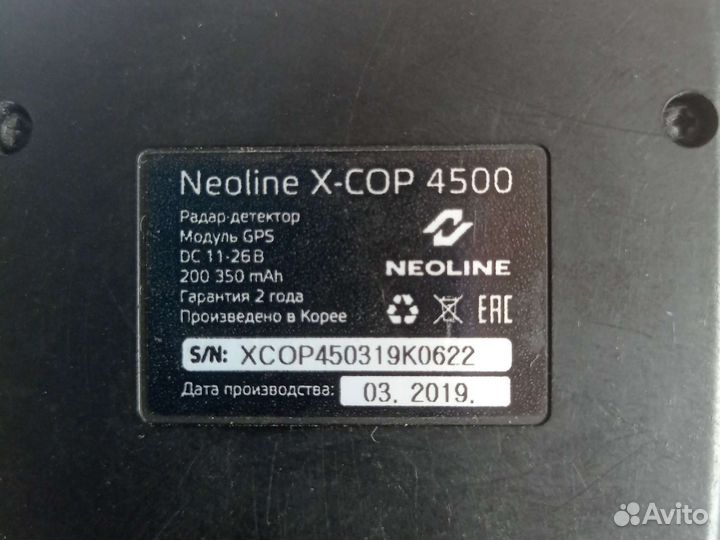 Neoline X-COP 4500
Радар-детектор
Модуль GPS
DC 11-26В
200 350 mAh
Гарантия 2 года
Произведено в Корее
NEOLINE
EAC
S/N: XCOP450319K0622
Дата производства: 03. 2019.
Avito